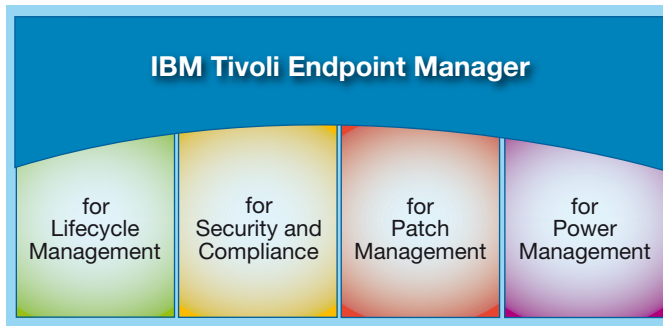 IBM Tivoli Endpoint Manager
for
Lifecycle
Management
for
Security and
Compliance
for
Patch
Management
for
Power
Management